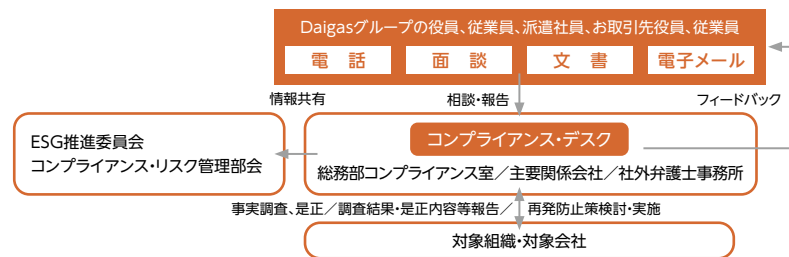 Daigasグループの役員、従業員、派遣社員、お取引先役員、従業員
電 話 面 談 文 書 電子メール
情報共有 相談・報告 フィードバック
ESG推進委員会
コンプライアンス・リスク管理部会
コンプライアンス・デスク
総務部コンプライアンス室／主要関係会社／社外弁護士事務所
事実調査、是正／調査結果・是正内容等報告／再発防止策検討・実施
対象組織・対象会社